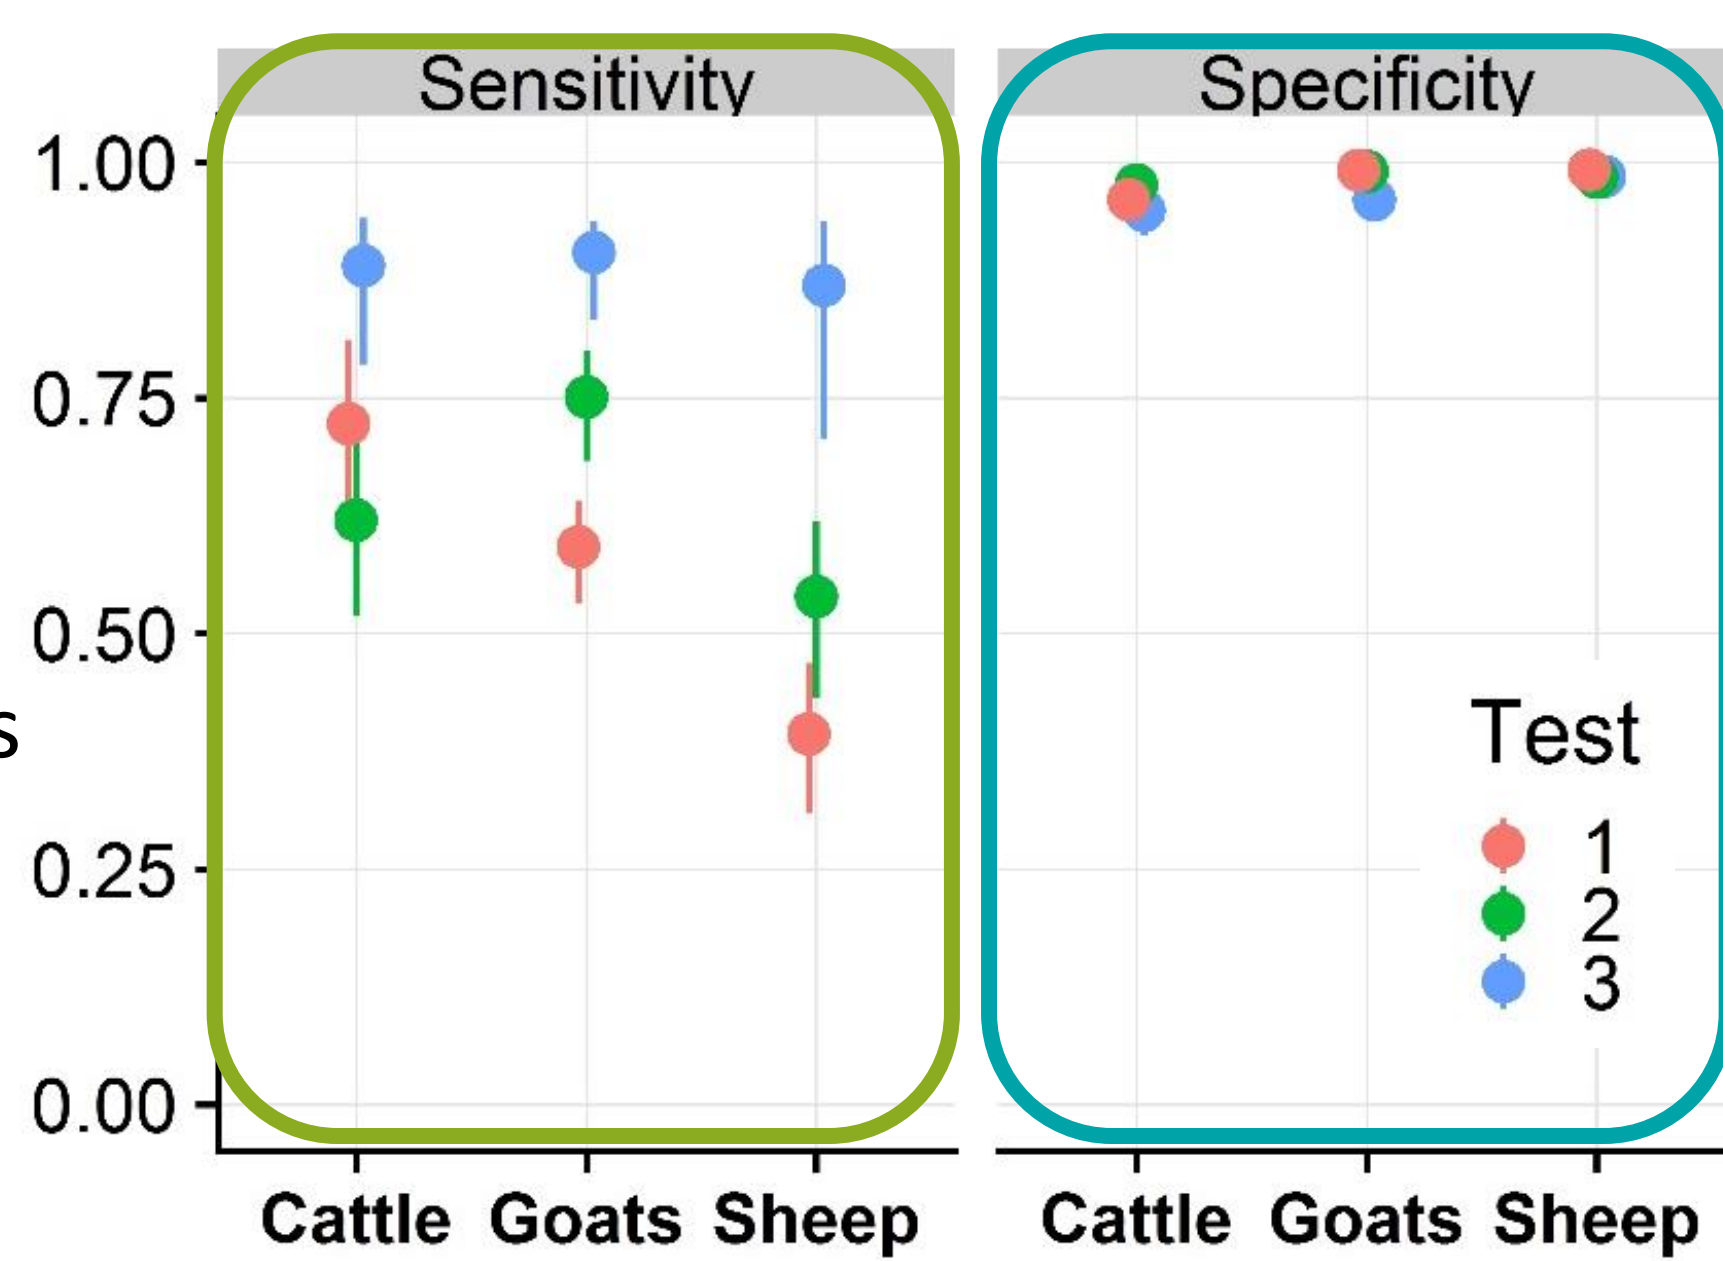 Sensitivity
Specificity
1.00
0.75
0.50
s
0.25
0.00
Test
1
2
3
Cattle Goats Sheep
Cattle Goats Sheep